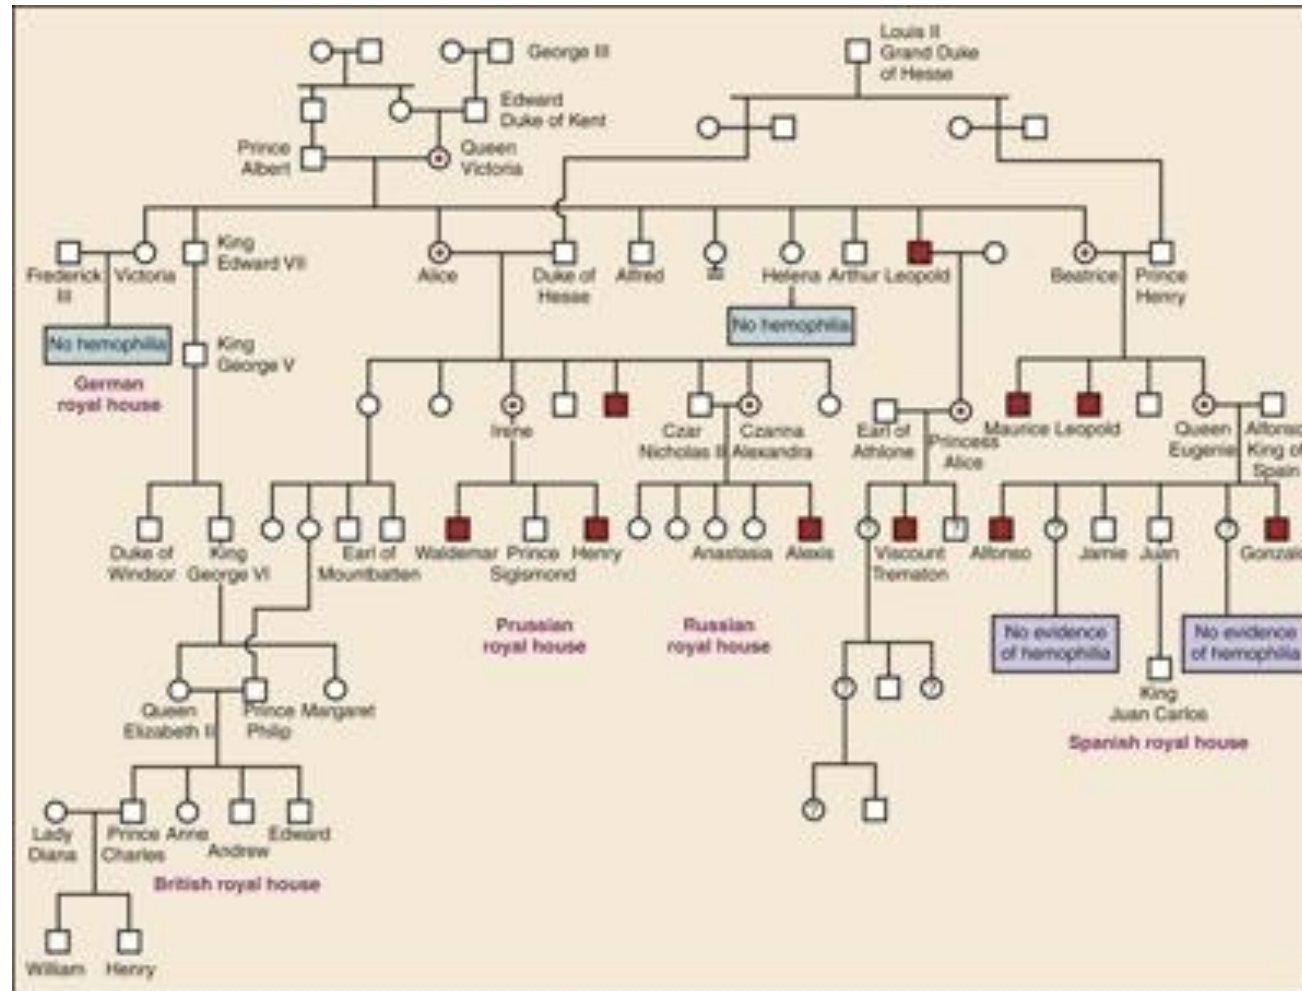 George III
Louis II
Grand Duke
of Hesse
Edward
Duke of Kent
Prince
Albert
Queen
Victoria
Frederick
III
Victoria
King
Edward VII
Alice
Duke of
Hesse
Alfred
Helena
Arthur
Leopold
Beatrice
Prince
Henry
No hemophilia
No hemophilia
King
George V
German
royal house
Irene
Czar
Nicholas II
Czarina
Alexandra
Earl of
Athlone
Princess
Alice
Maurice
Leopold
Queen
Eugenie
Alfonso
King of
Spain
Duke of
Windsor
King
George VI
Earl of
Mountbatten
Waldemar
Prince
Sigismond
Henry
Anastasia
Alexis
?
Viscount
Trematon
?
Alfonso
?
Jamie
Juan
?
Gonzalo
Prussian
royal house
Russian
royal house
No evidence
of hemophilia
No evidence
of hemophilia
?
?
King
Juan Carlos
Spanish royal house
Queen
Elizabeth II
Prince
Philip
Margaret
?
Lady
Diana
Prince
Charles
Anne
Andrew
Edward
British royal house
William
Henry